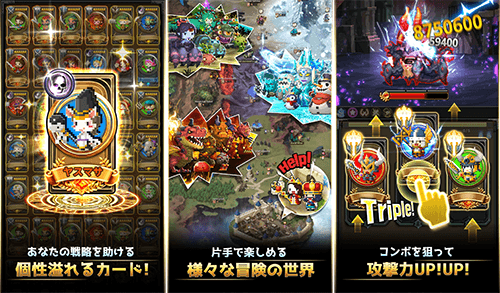 ヤスマサ
あなたの戦略を助ける
個性溢れるカード!
Help!
片手で楽しめる
様々な冒険の世界
8750600
59400
Triple!
コンボを狙って
攻撃力UP!UP!